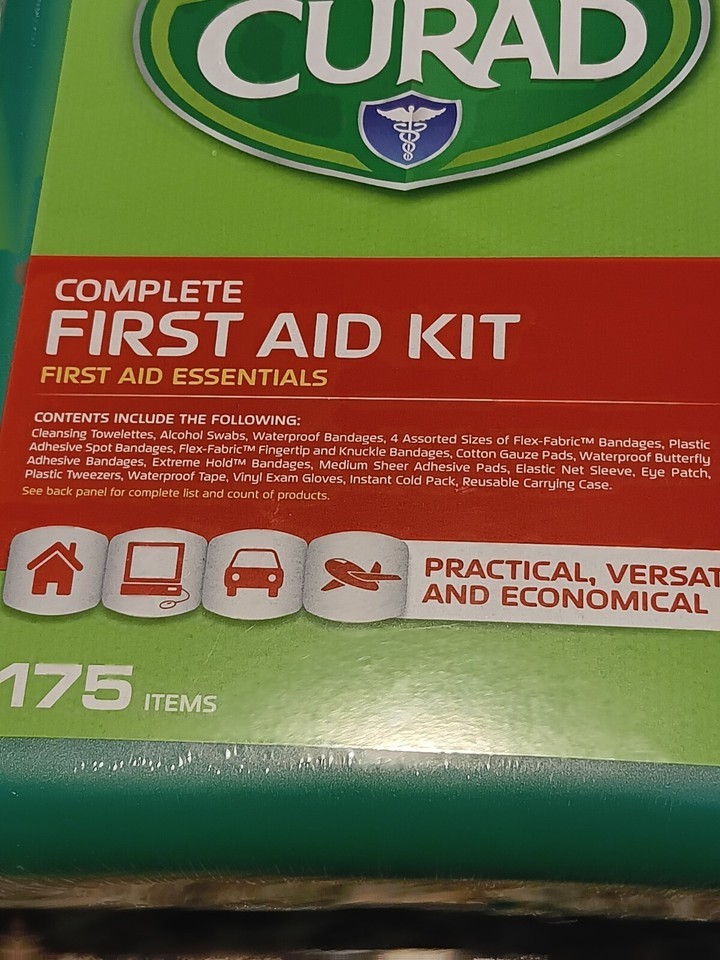 CURAD
COMPLETE
FIRST AID KIT
FIRST AID ESSENTIALS
CONTENTS INCLUDE THE FOLLOWING:
Cleansing Towelettes, Alcohol Swabs, Waterproof Bandages, 4 Assorted Sizes of Flex-Fabric™ Bandages, Plastic
Adhesive Spot Bandages, Flex-Fabric™ Fingertip and Knuckle Bandages, Cotton Gauze Pads, Waterproof Butterfly
Adhesive Bandages, Extreme Hold™ Bandages, Medium Sheer Adhesive Pads, Elastic Net Sleeve, Eye Patch,
Plastic Tweezers, Waterproof Tape, Vinyl Exam Gloves, Instant Cold Pack, Reusable Carrying Case.
See back panel for complete list and count of products.
PRACTICAL, VERSAT
AND ECONOMICAL
175 ITEMS